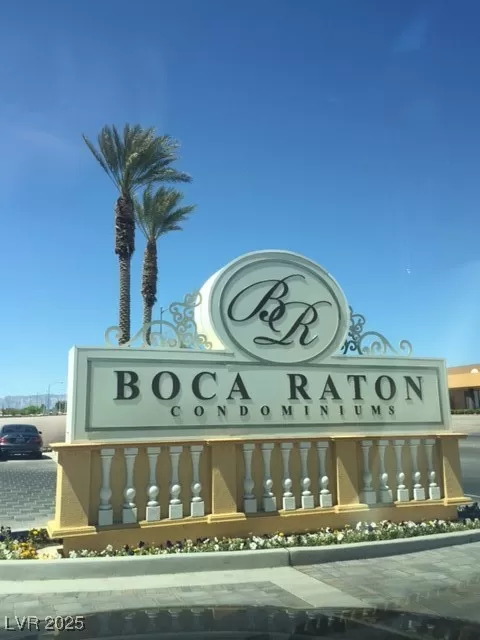 BR
BOCA RATON
CONDOMINIUMS
LVR 2025